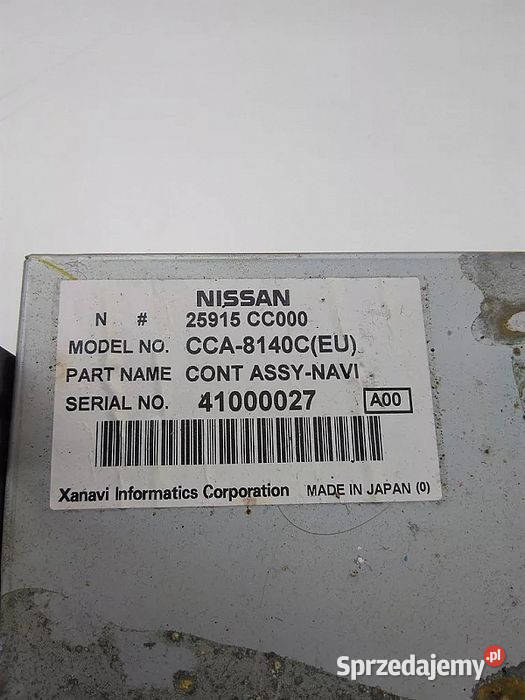 NISSAN
N # 25915 CC000
MODEL NO. CCA-8140C(EU)
PART NAME CONT ASSY-NAVI
SERIAL NO. 41000027 A00
Xanavi Informatics Corporation MADE IN JAPAN (0)
Sprzedajemy.pl